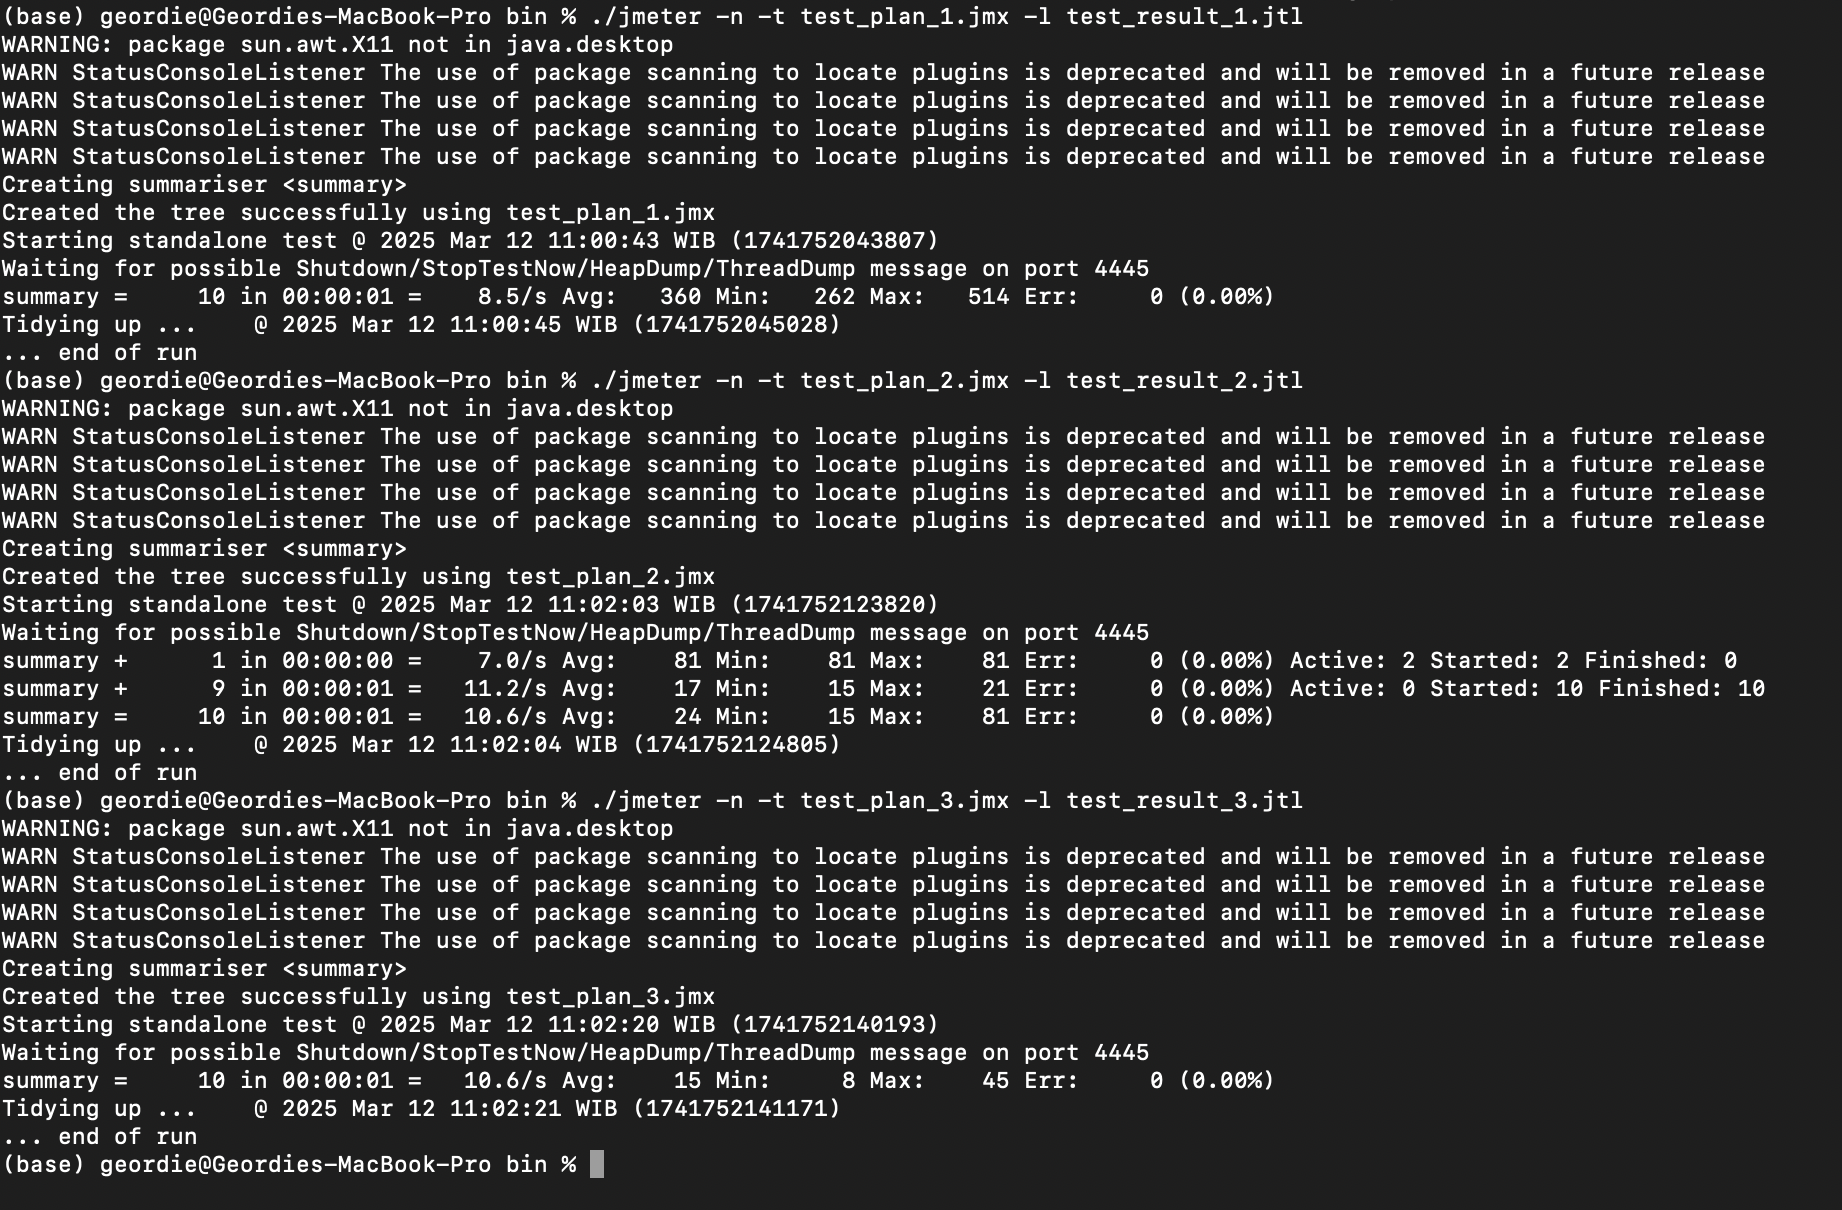 (base) geordie@Geordies-MacBook-Pro bin % ./jmeter -n -t test_plan_1.jmx -l test_result_1.jtl
WARNING: package sun.awt.X11 not in java.desktop
WARN StatusConsoleListener The use of package scanning to locate plugins is deprecated and will be removed in a future release
WARN StatusConsoleListener The use of package scanning to locate plugins is deprecated and will be removed in a future release
WARN StatusConsoleListener The use of package scanning to locate plugins is deprecated and will be removed in a future release
WARN StatusConsoleListener The use of package scanning to locate plugins is deprecated and will be removed in a future release
Creating summariser <summary>
Created the tree successfully using test_plan_1.jmx
Starting standalone test @ 2025 Mar 12 11:00:43 WIB (1741752043807)
Waiting for possible Shutdown/StopTestNow/HeapDump/ThreadDump message on port 4445
summary =     10 in 00:00:01 =    8.5/s Avg:   360 Min:   262 Max:   514 Err:     0 (0.00%)
Tidying up ...    @ 2025 Mar 12 11:00:45 WIB (1741752045028)
... end of run
(base) geordie@Geordies-MacBook-Pro bin % ./jmeter -n -t test_plan_2.jmx -l test_result_2.jtl
WARNING: package sun.awt.X11 not in java.desktop
WARN StatusConsoleListener The use of package scanning to locate plugins is deprecated and will be removed in a future release
WARN StatusConsoleListener The use of package scanning to locate plugins is deprecated and will be removed in a future release
WARN StatusConsoleListener The use of package scanning to locate plugins is deprecated and will be removed in a future release
WARN StatusConsoleListener The use of package scanning to locate plugins is deprecated and will be removed in a future release
Creating summariser <summary>
Created the tree successfully using test_plan_2.jmx
Starting standalone test @ 2025 Mar 12 11:02:03 WIB (1741752123820)
Waiting for possible Shutdown/StopTestNow/HeapDump/ThreadDump message on port 4445
summary +      1 in 00:00:00 =    7.0/s Avg:    81 Min:    81 Max:    81 Err:     0 (0.00%) Active: 2 Started: 2 Finished: 0
summary +      9 in 00:00:01 =   11.2/s Avg:    17 Min:    15 Max:    21 Err:     0 (0.00%) Active: 0 Started: 10 Finished: 10
summary =     10 in 00:00:01 =   10.6/s Avg:    24 Min:    15 Max:    81 Err:     0 (0.00%)
Tidying up ...    @ 2025 Mar 12 11:02:04 WIB (1741752124805)
... end of run
(base) geordie@Geordies-MacBook-Pro bin % ./jmeter -n -t test_plan_3.jmx -l test_result_3.jtl
WARNING: package sun.awt.X11 not in java.desktop
WARN StatusConsoleListener The use of package scanning to locate plugins is deprecated and will be removed in a future release
WARN StatusConsoleListener The use of package scanning to locate plugins is deprecated and will be removed in a future release
WARN StatusConsoleListener The use of package scanning to locate plugins is deprecated and will be removed in a future release
WARN StatusConsoleListener The use of package scanning to locate plugins is deprecated and will be removed in a future release
Creating summariser <summary>
Created the tree successfully using test_plan_3.jmx
Starting standalone test @ 2025 Mar 12 11:02:20 WIB (1741752140193)
Waiting for possible Shutdown/StopTestNow/HeapDump/ThreadDump message on port 4445
summary =     10 in 00:00:01 =   10.6/s Avg:    15 Min:     8 Max:    45 Err:     0 (0.00%)
Tidying up ...    @ 2025 Mar 12 11:02:21 WIB (1741752141171)
... end of run
(base) geordie@Geordies-MacBook-Pro bin %